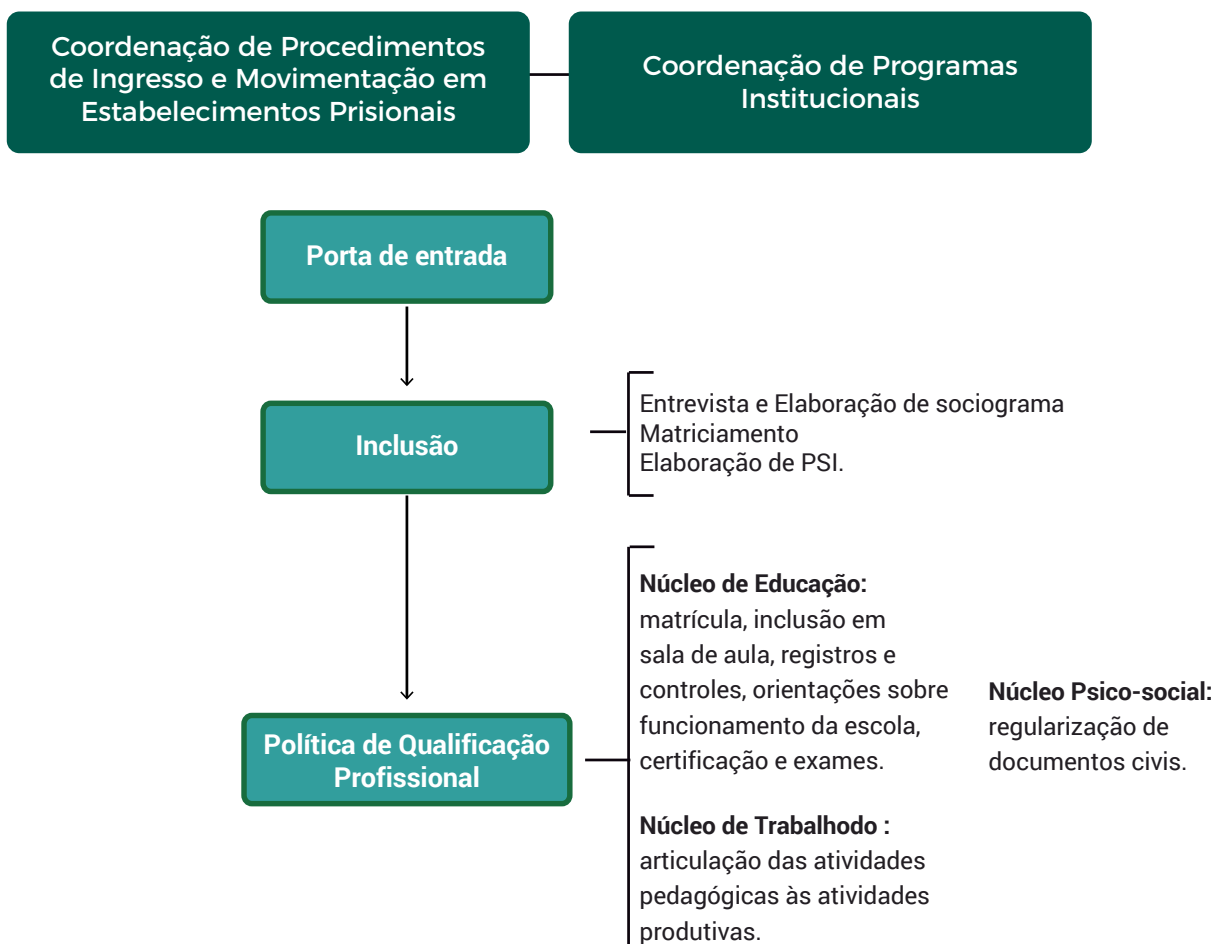 Coordenação de Procedimentos
de Ingresso e Movimentação em
Estabelecimentos Prisionais
Coordenação de Programas
Institucionais
Porta de entrada
Inclusão
Entrevista e Elaboração de sociograma
Matriciamento
Elaboração de PSI.
Política de Qualificação
Profissional
Núcleo de Educação:
matrícula, inclusão em
sala de aula, registros e
controles, orientações sobre
funcionamento da escola,
certificação e exames.
Núcleo Psico-social:
regularização de
documentos civis.
Núcleo de Trabalhodo :
articulação das atividades
pedagógicas às atividades
produtivas.